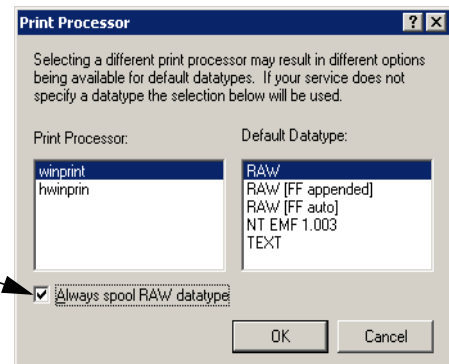 Print Processor
Selecting a different print processor may result in different options
being available for default datatypes.  If your service does not
specify a datatype the selection below will be used.
Print Processor:
Default Datatype:
winprint
hwinprin
RAW
RAW [FF appended]
RAW [FF auto]
NT EMF 1.003
TEXT
Always spool RAW datatype
OK
Cancel